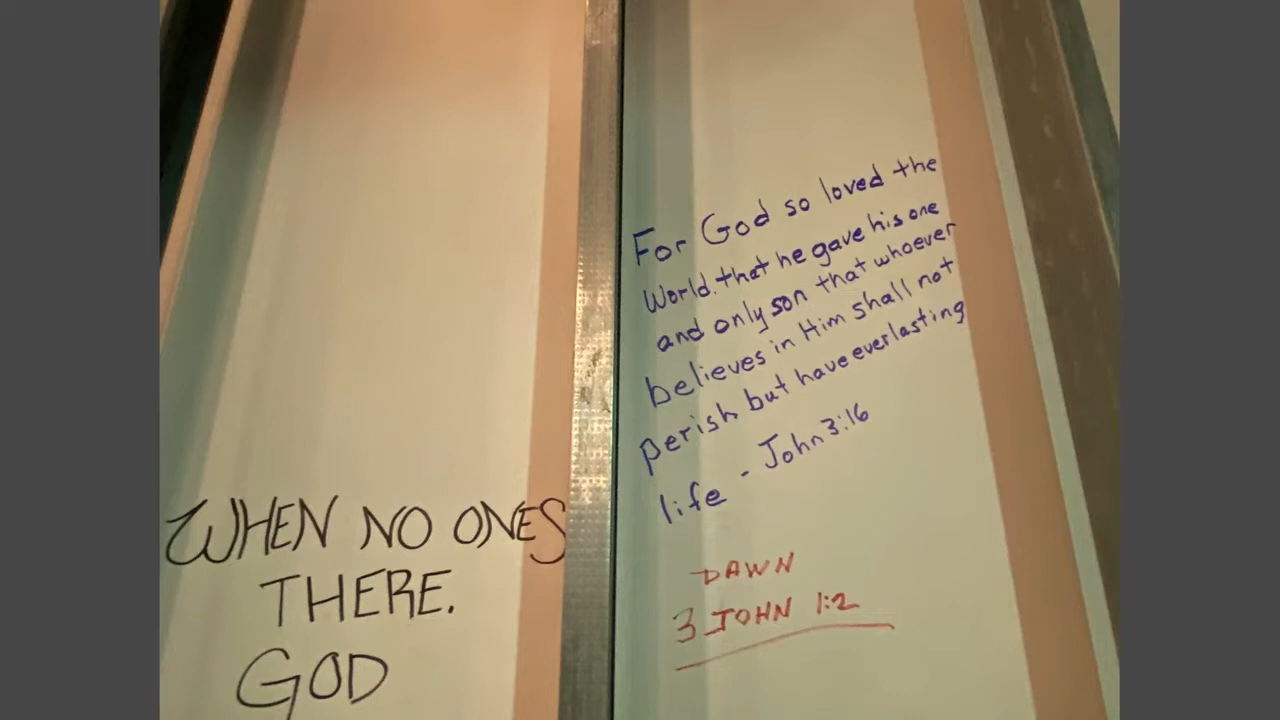 WHEN NO ONES
THERE.
GOD
For God so loved the
World. that he gave his one
and only son that whoever
believes in Him shall not
perish but have everlasting
life - John 3:16
DAWN
3 JOHN 1:2